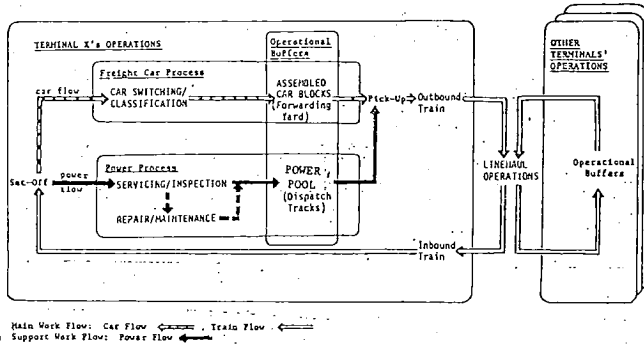 TERMINAL X's OPERATIONS
Operational
Buffers
OTHER
TERMINALS'
OPERATIONS
Freight Car Process
car flow
CAR SWITCHING/
CLASSIFICATION
ASSEMBLED
CAR BLOCKS
(Forwarding
Yard)
Pick-Up
Outbound
Train
LINEHAUL
OPERATIONS
Operational
Buffers
Power Process
Set-Off
power
flow
SERVICING/INSPECTION
REPAIR/MAINTENANCE
POWER
POOL
(Dispatch
Tracks)
Inbound
Train
Main Work Flow: Car Flow , Train Flow
Support Work Flow: Power Flow